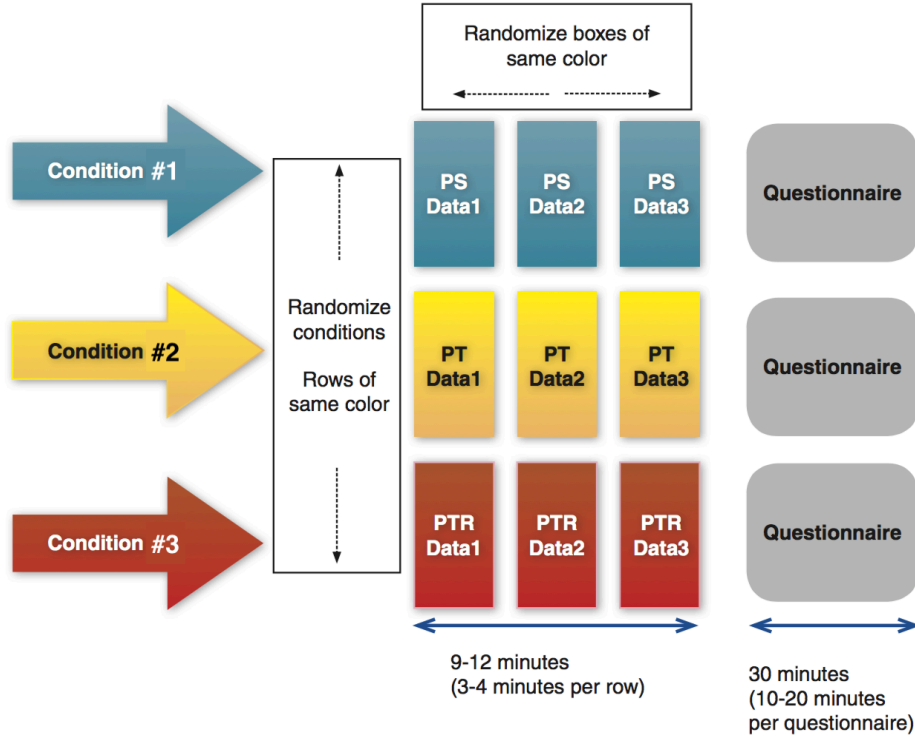 Randomize boxes of
same color
Condition #1
PS
Data1
PS
Data2
PS
Data3
Questionnaire
Randomize
conditions
Rows of
same color
Condition #2
PT
Data1
PT
Data2
PT
Data3
Questionnaire
Condition #3
PTR
Data1
PTR
Data2
PTR
Data3
Questionnaire
9-12 minutes
(3-4 minutes per row)
30 minutes
(10-20 minutes
per questionnaire)